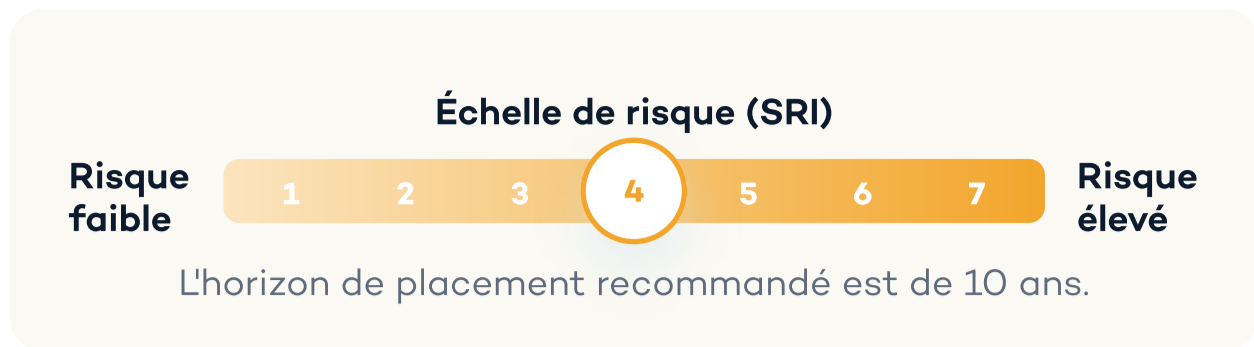 Échelle de risque (SRI)
Risque
faible
1 2 3 4 5 6 7
Risque
élevé
L'horizon de placement recommandé est de 10 ans.